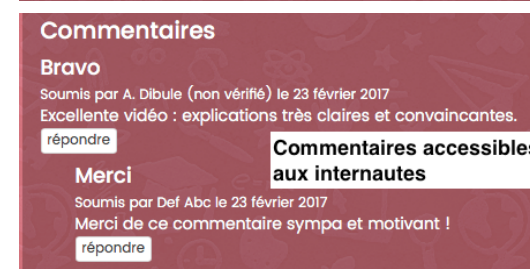 Commentaires
Bravo
Soumis par A. Dibule (non vérifié) le 23 février 2017
Excellente vidéo : explications très claires et convaincantes.
répondre
Commentaires accessibles
aux internautes
Merci
Soumis par Def Abc le 23 février 2017
Merci de ce commentaire sympa et motivant !
répondre